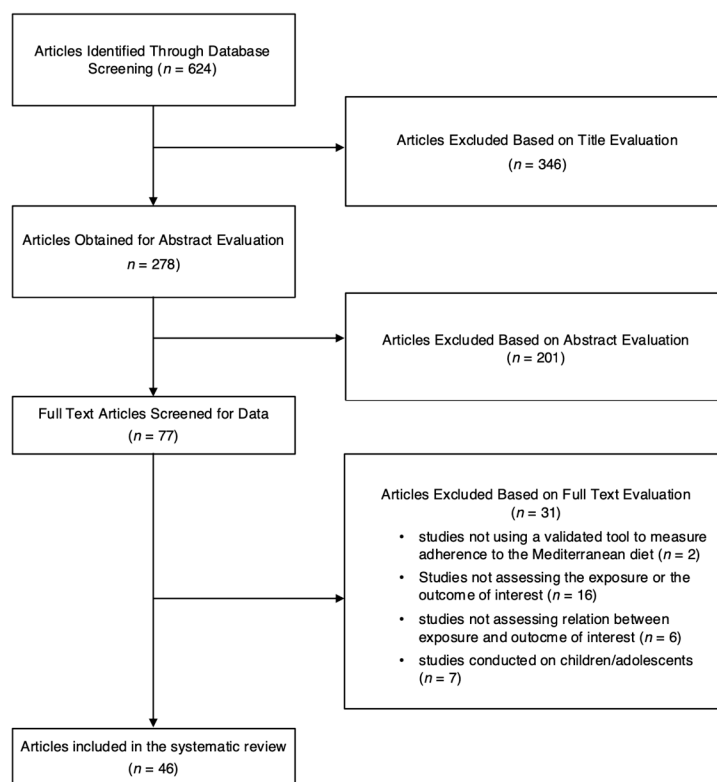 Articles Identified Through Database
Screening (n = 624)
Articles Excluded Based on Title Evaluation
(n = 346)
Articles Obtained for Abstract Evaluation
n = 278)
Articles Excluded Based on Abstract Evaluation
(n = 201)
Full Text Articles Screened for Data
(n = 77)
Articles Excluded Based on Full Text Evaluation
(n = 31)
• studies not using a validated tool to measure
adherence to the Mediterranean diet (n = 2)
• Studies not assessing the exposure or the
outcome of interest (n = 16)
• studies not assessing relation between
exposure and outocme of interest (n = 6)
• studies conducted on children/adolescents
(n = 7)
Articles included in the systematic review
(n = 46)